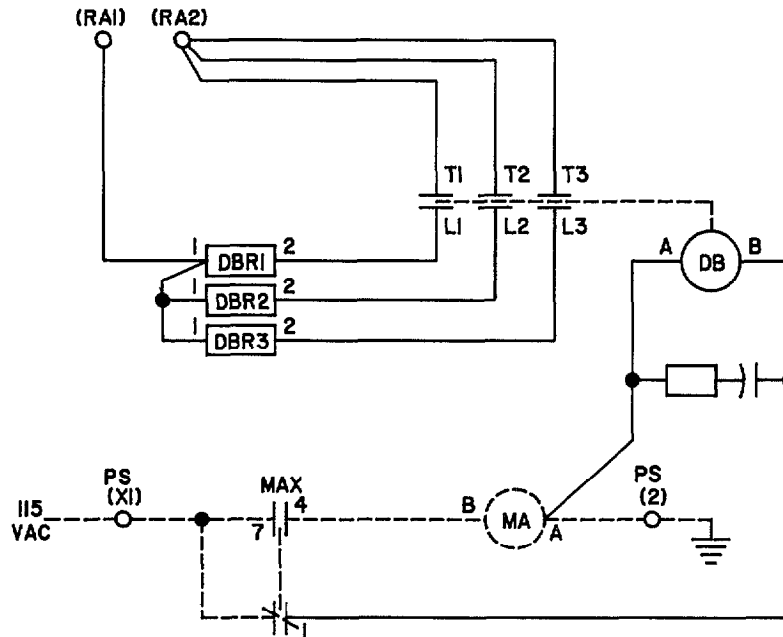 (RA1) (RA2)
T1 T2 T3
L1 L2 L3
A DB B
1 DBR1 2
1 DBR2 2
1 DBR3 2
PS
(X1)
MAX
PS
(2)
115
VAC
7 4
B MA A
1